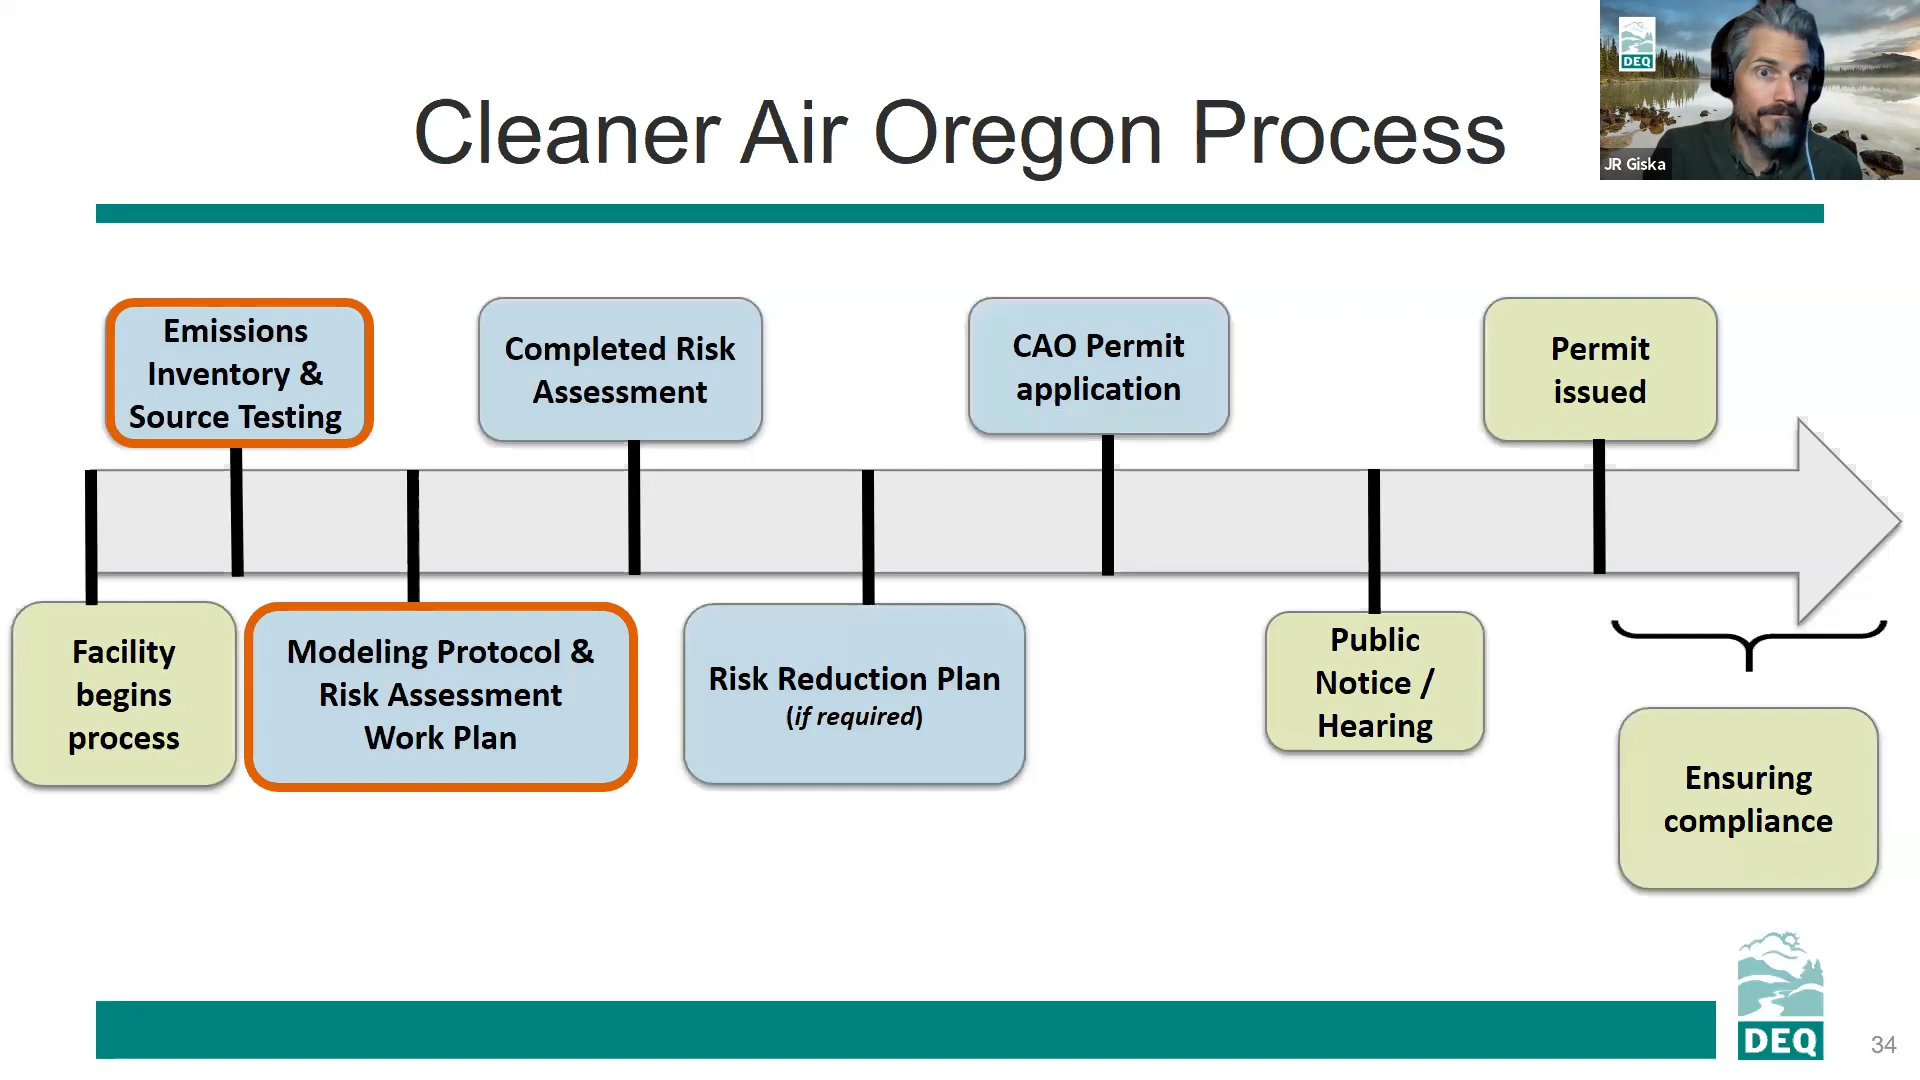 DEQ
JR Giska
Cleaner Air Oregon Process
Emissions
Inventory &
Source Testing
Completed Risk
Assessment
CAO Permit
application
Permit
issued
Facility
begins
process
Modeling Protocol &
Risk Assessment
Work Plan
Risk Reduction Plan
(if required)
Public
Notice /
Hearing
Ensuring
compliance
DEQ
34